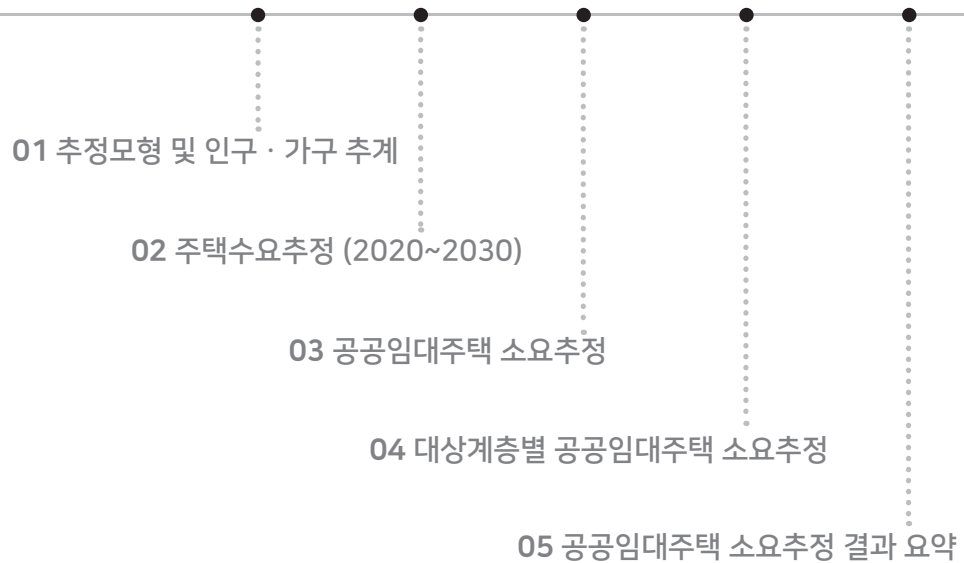 01 추정모형 및 인구 · 가구 추계
02 주택수요추정 (2020~2030)
03 공공임대주택 소요추정
04 대상계층별 공공임대주택 소요추정
05 공공임대주택 소요추정 결과 요약